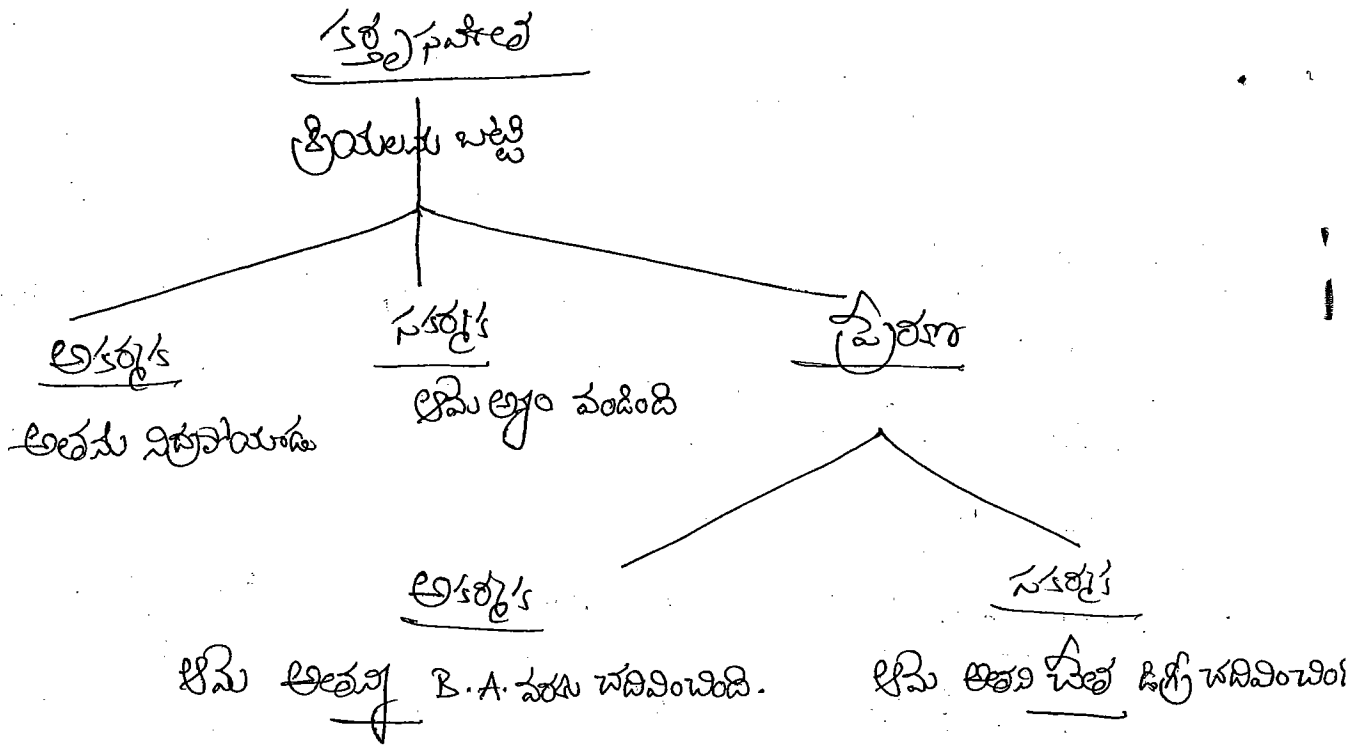 కర్తృ సమేత
క్రియలను బట్టి
అకర్మక
సకర్మక
ప్రేరణ
అతను నిద్రపోయాడు
ఆమె అన్నం వండింది
అకర్మక
సకర్మక
ఆమె అతన్ని B.A. వరకు చదివించింది.
ఆమె అతని చేత డిగ్రీ చదివించిం